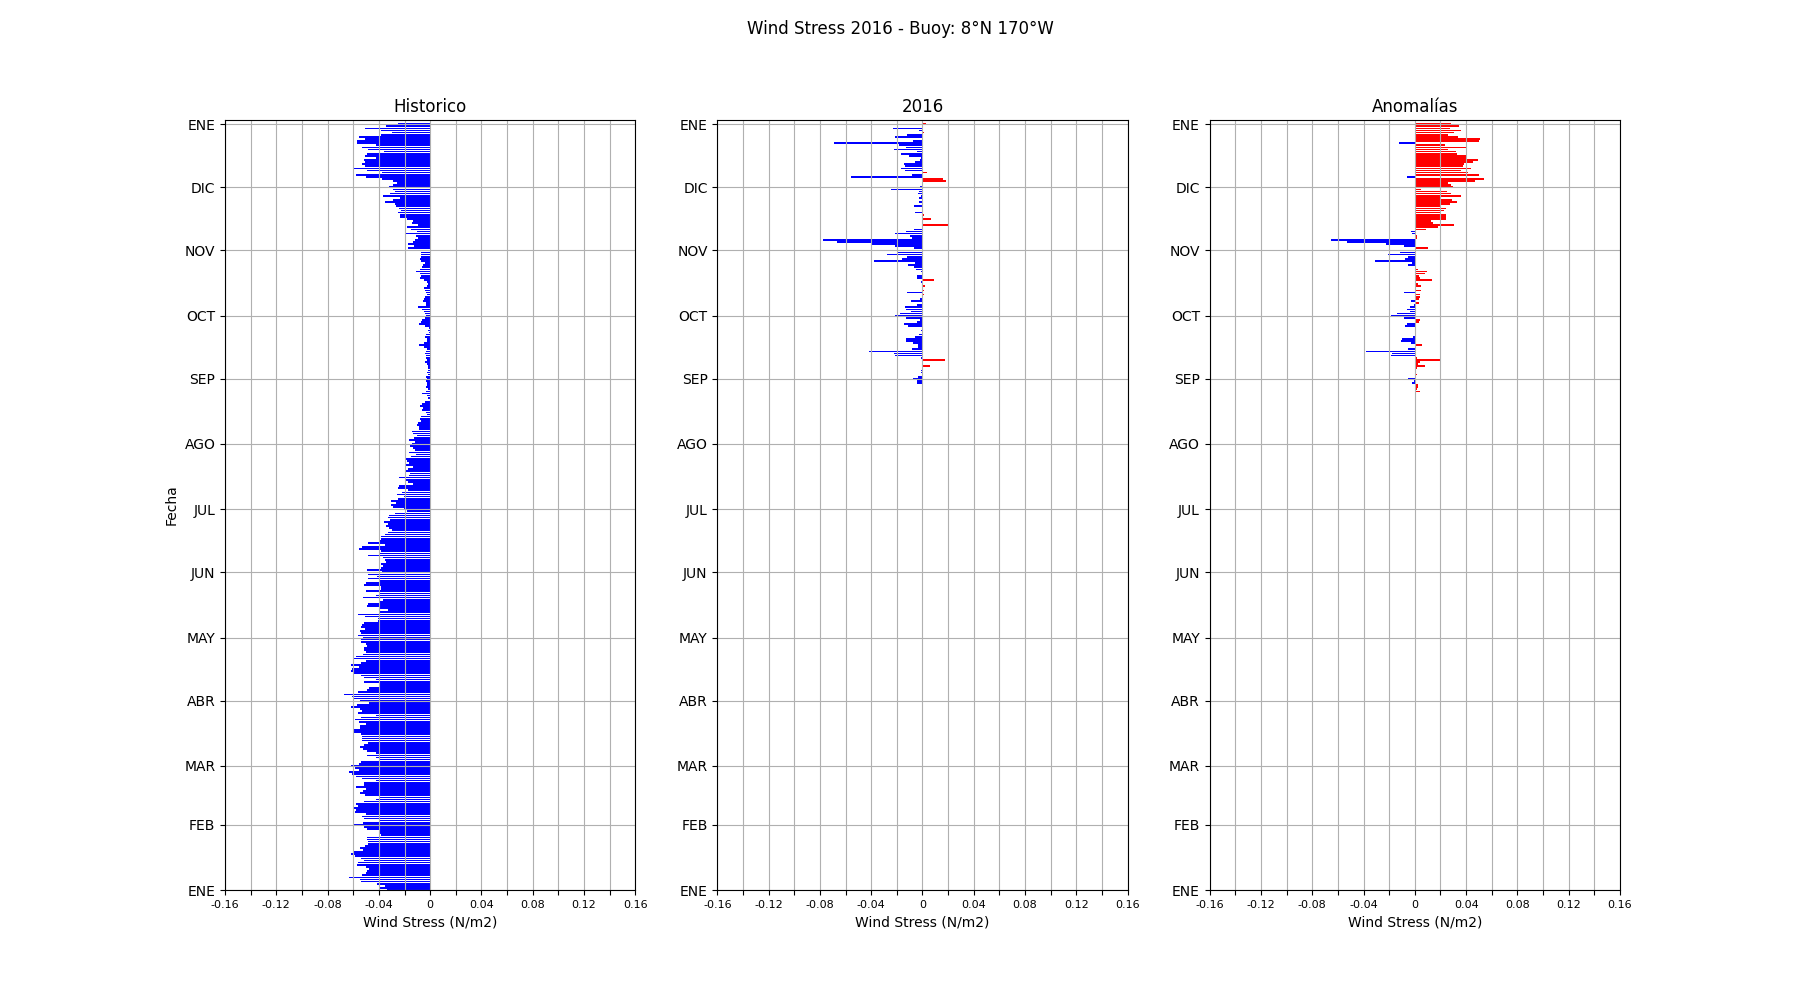 Wind Stress 2016 - Buoy: 8°N 170°W
Historico
2016
Anomalías
ENE
DIC
NOV
OCT
SEP
AGO
JUL
JUN
MAY
ABR
MAR
FEB
ENE
Fecha
-0.16 -0.12 -0.08 -0.04 0 0.04 0.08 0.12 0.16
Wind Stress (N/m2)
ENE
DIC
NOV
OCT
SEP
AGO
JUL
JUN
MAY
ABR
MAR
FEB
ENE
-0.16 -0.12 -0.08 -0.04 0 0.04 0.08 0.12 0.16
Wind Stress (N/m2)
ENE
DIC
NOV
OCT
SEP
AGO
JUL
JUN
MAY
ABR
MAR
FEB
ENE
-0.16 -0.12 -0.08 -0.04 0 0.04 0.08 0.12 0.16
Wind Stress (N/m2)